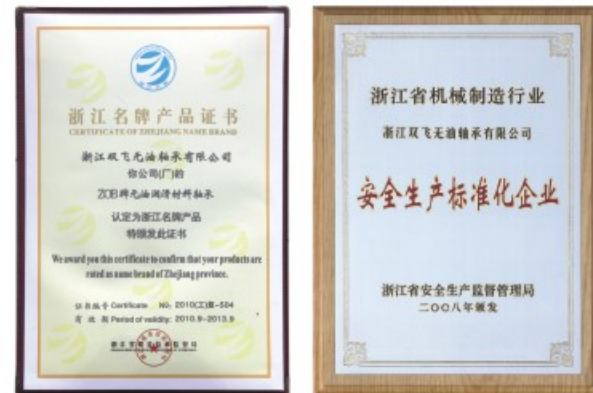 浙江名牌产品证书
CERTIFICATE OF ZHEJIANG NAME BRAND
浙江双飞无油轴承有限公司
你公司(厂)的
ZOB牌无油润滑材料轴承
认定为浙江名牌产品
特颁发此证书
We award you this certificate to confirm that your products are
rated as name brand of Zhejiang province.
证书编号 Certificate NO: 2010(工)复-504
有 效 期 Period of validity: 2010.9-2013.9
浙江省机械制造行业
浙江双飞无油轴承有限公司
安全生产标准化企业
浙江省安全生产监督管理局
二〇〇八年颁发